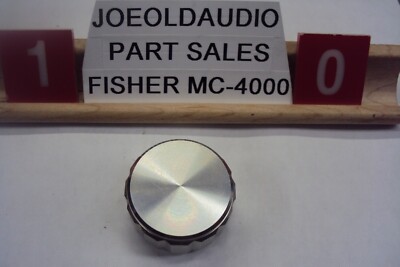 JOEOLDAUDIO
1 PART SALES 0
FISHER MC-4000